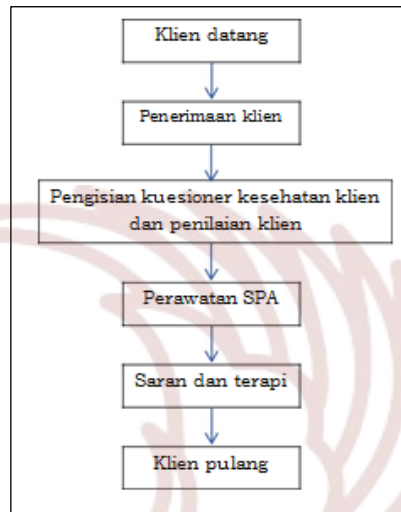 Klien datang
Penerimaan klien
Pengisian kuesioner kesehatan klien
dan penilaian klien
Perawatan SPA
Saran dan terapi
Klien pulang